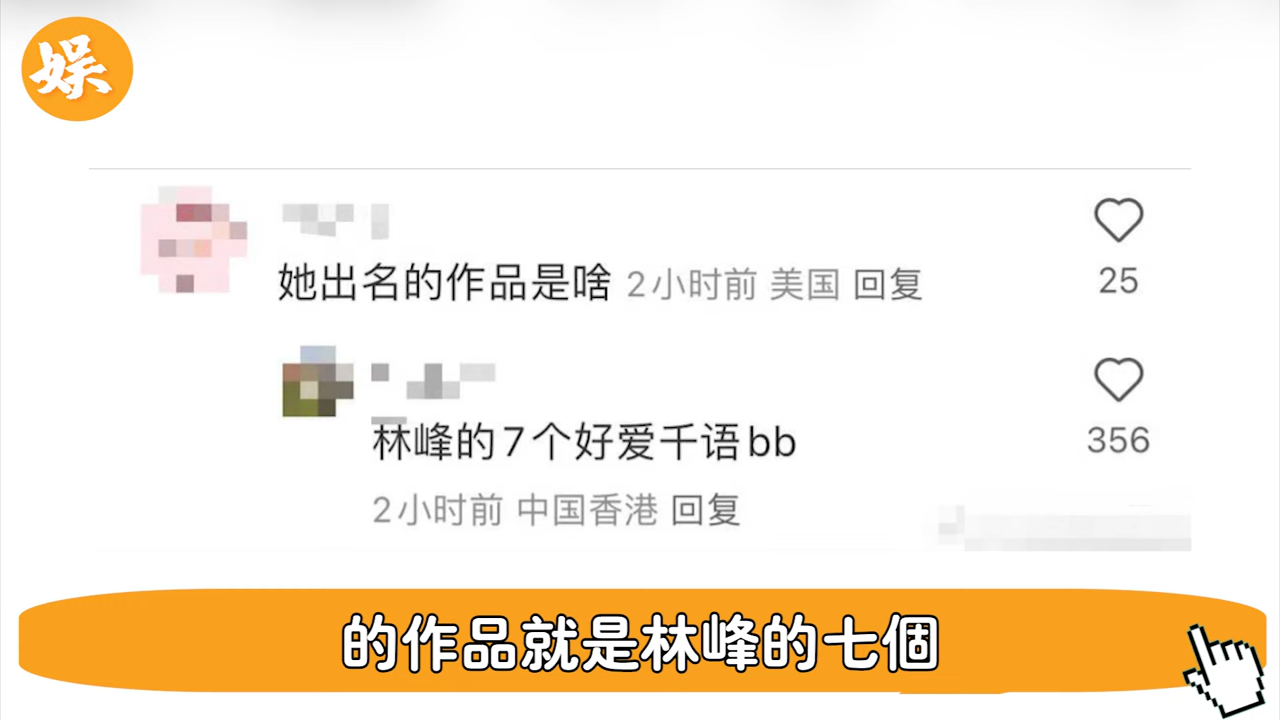 娱
她出名的作品是啥 2小时前 美国 回复
25
林峰的7个好爱千语bb
356
2小时前 中国香港 回复
的作品就是林峰的七個